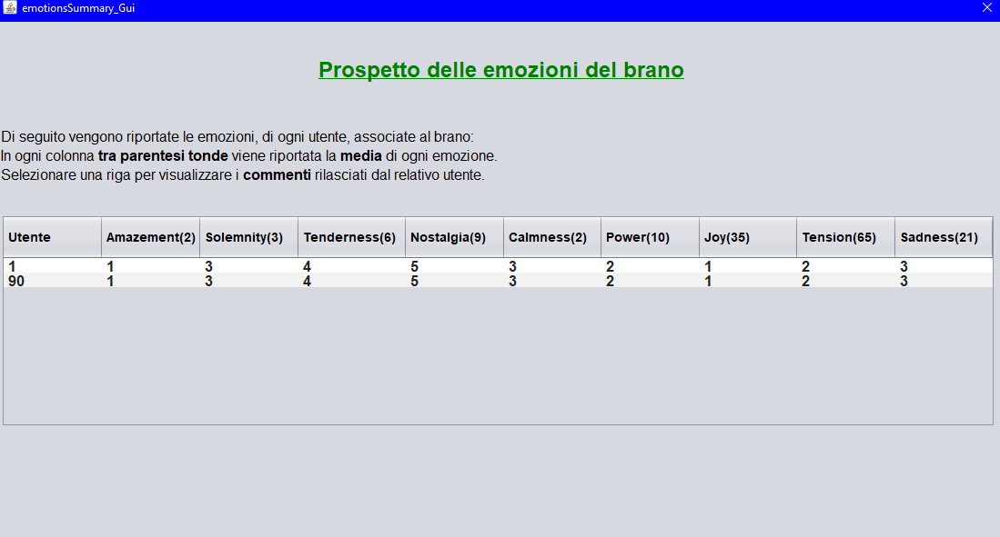 emotionsSummary_Gui
Prospetto delle emozioni del brano
Di seguito vengono riportate le emozioni, di ogni utente, associate al brano:
In ogni colonna tra parentesi tonde viene riportata la media di ogni emozione.
Selezionare una riga per visualizzare i commenti rilasciati dal relativo utente.
Utente Amazement(2) Solemnity(3) Tenderness(6) Nostalgia(9) Calmness(2) Power(10) Joy(35) Tension(65) Sadness(21)
1 1 3 4 5 3 2 1 2 3
90 1 3 4 5 3 2 1 2 3